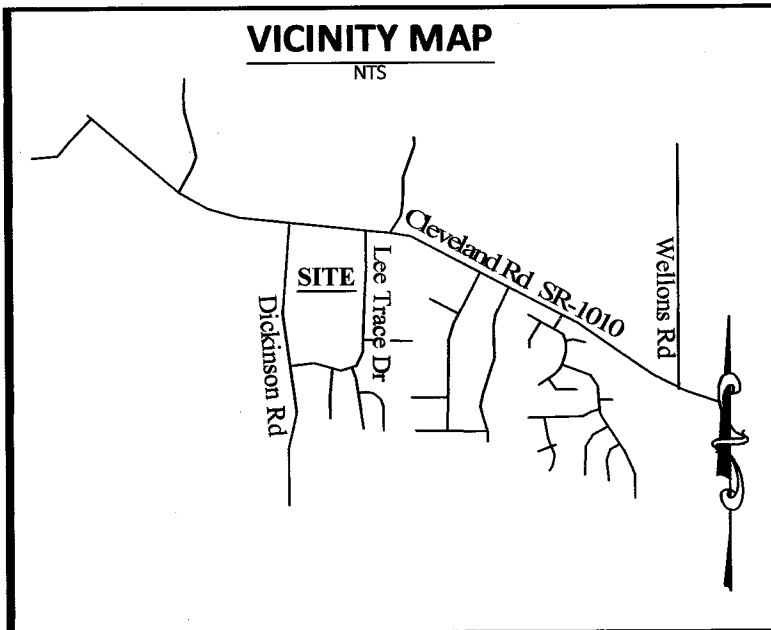 VICINITY MAP
NTS
Cleveland Rd SR-1010
Wellons Rd
SITE
Lee Trace Dr
Dickinson Rd